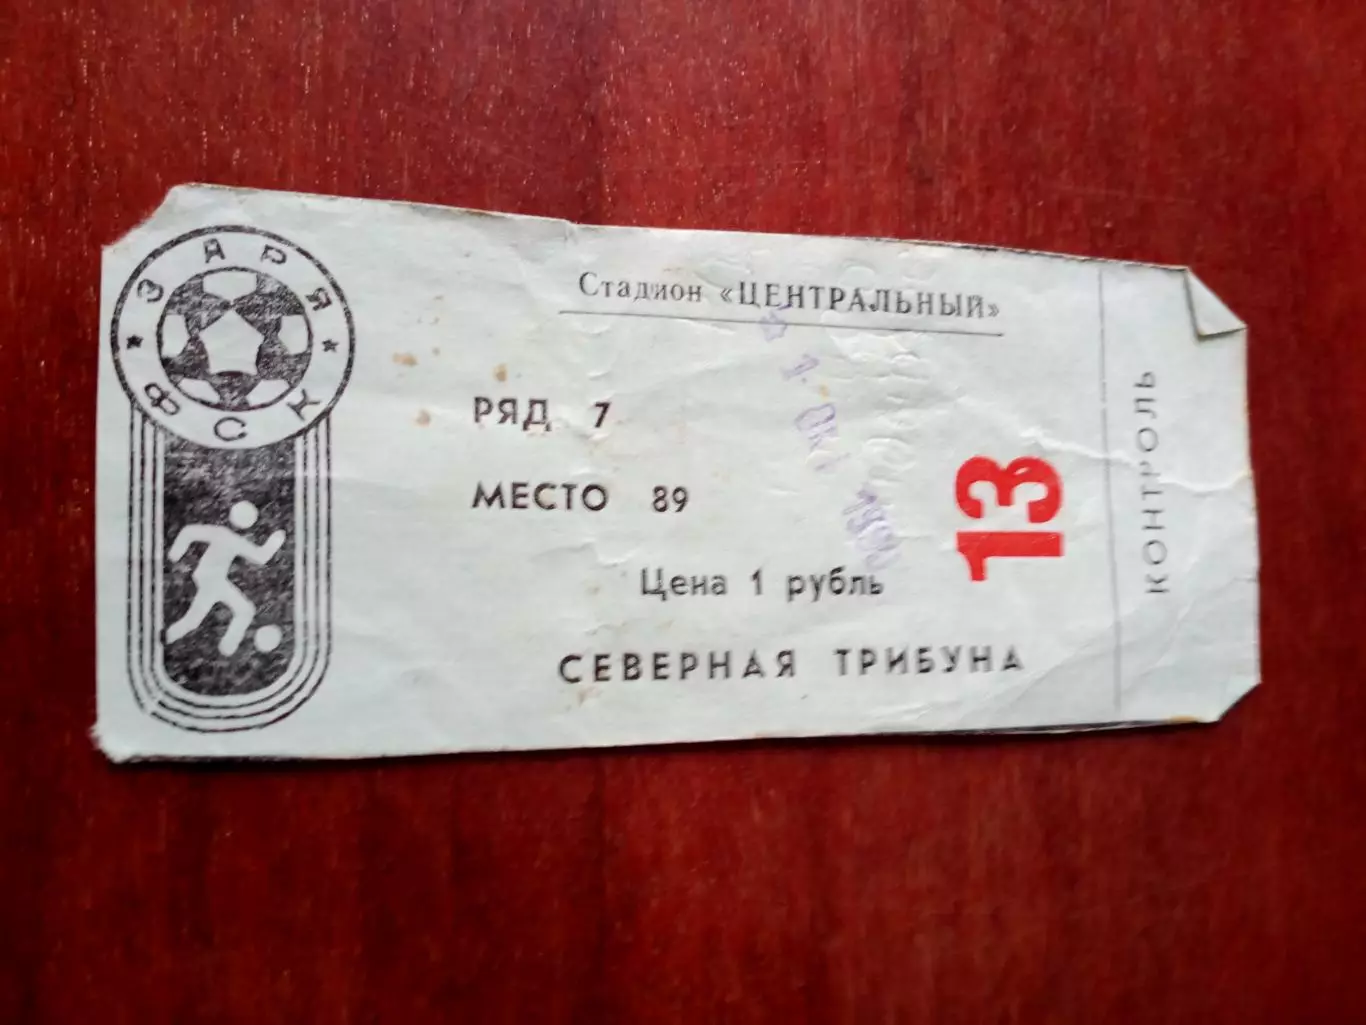 ЗАРЯ
ФСК
Стадион «ЦЕНТРАЛЬНЫЙ»
РЯД 7
МЕСТО 89
Цена 1 рубль
СЕВЕРНАЯ ТРИБУНА
13
КОНТРОЛЬ